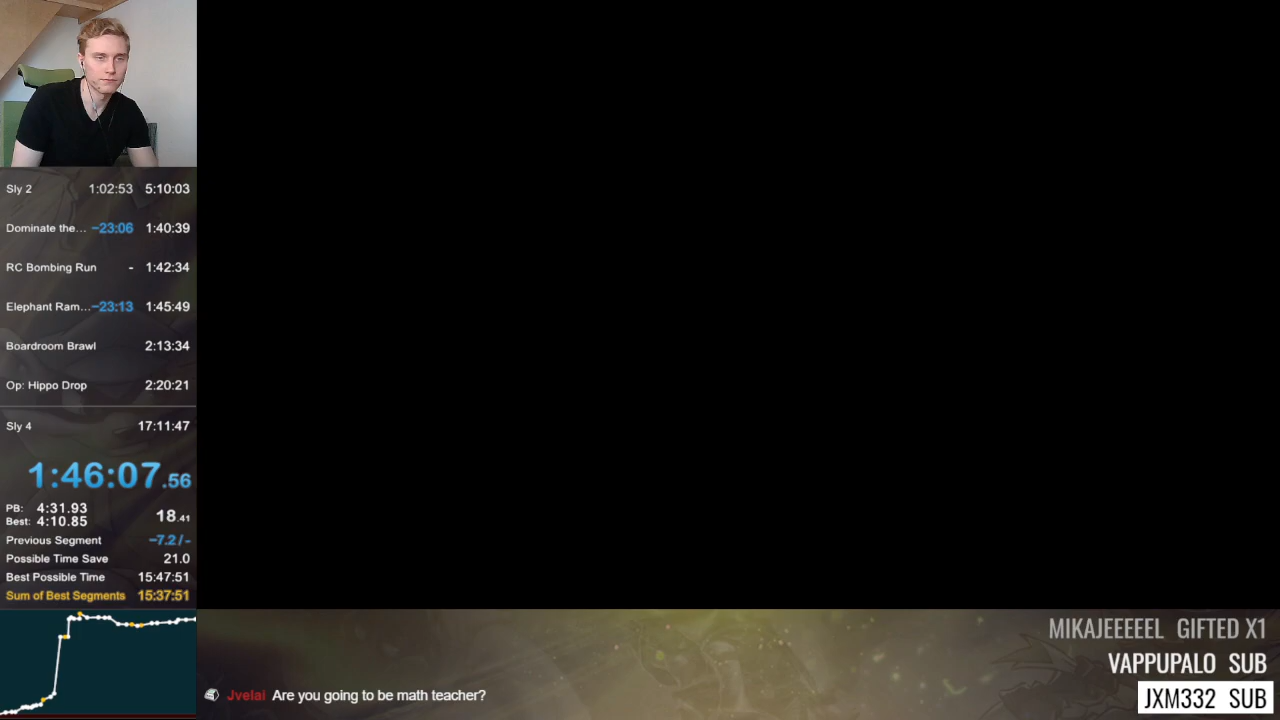 Sly 2 1:02:53 5:10:03
Dominate the... −23:06 1:40:39
RC Bombing Run - 1:42:34
Elephant Ram... −23:13 1:45:49
Boardroom Brawl 2:13:34
Op: Hippo Drop 2:20:21
Sly 4 17:11:47
1:46:07.56
PB: 4:31.93
Best: 4:10.85 18.41
Previous Segment −7.2 / -
Possible Time Save 21.0
Best Possible Time 15:47:51
Sum of Best Segments 15:37:51
MIKAJEEEEEL GIFTED X1
VAPPUPALO SUB
JXM332 SUB
Jvelai Are you going to be math teacher?